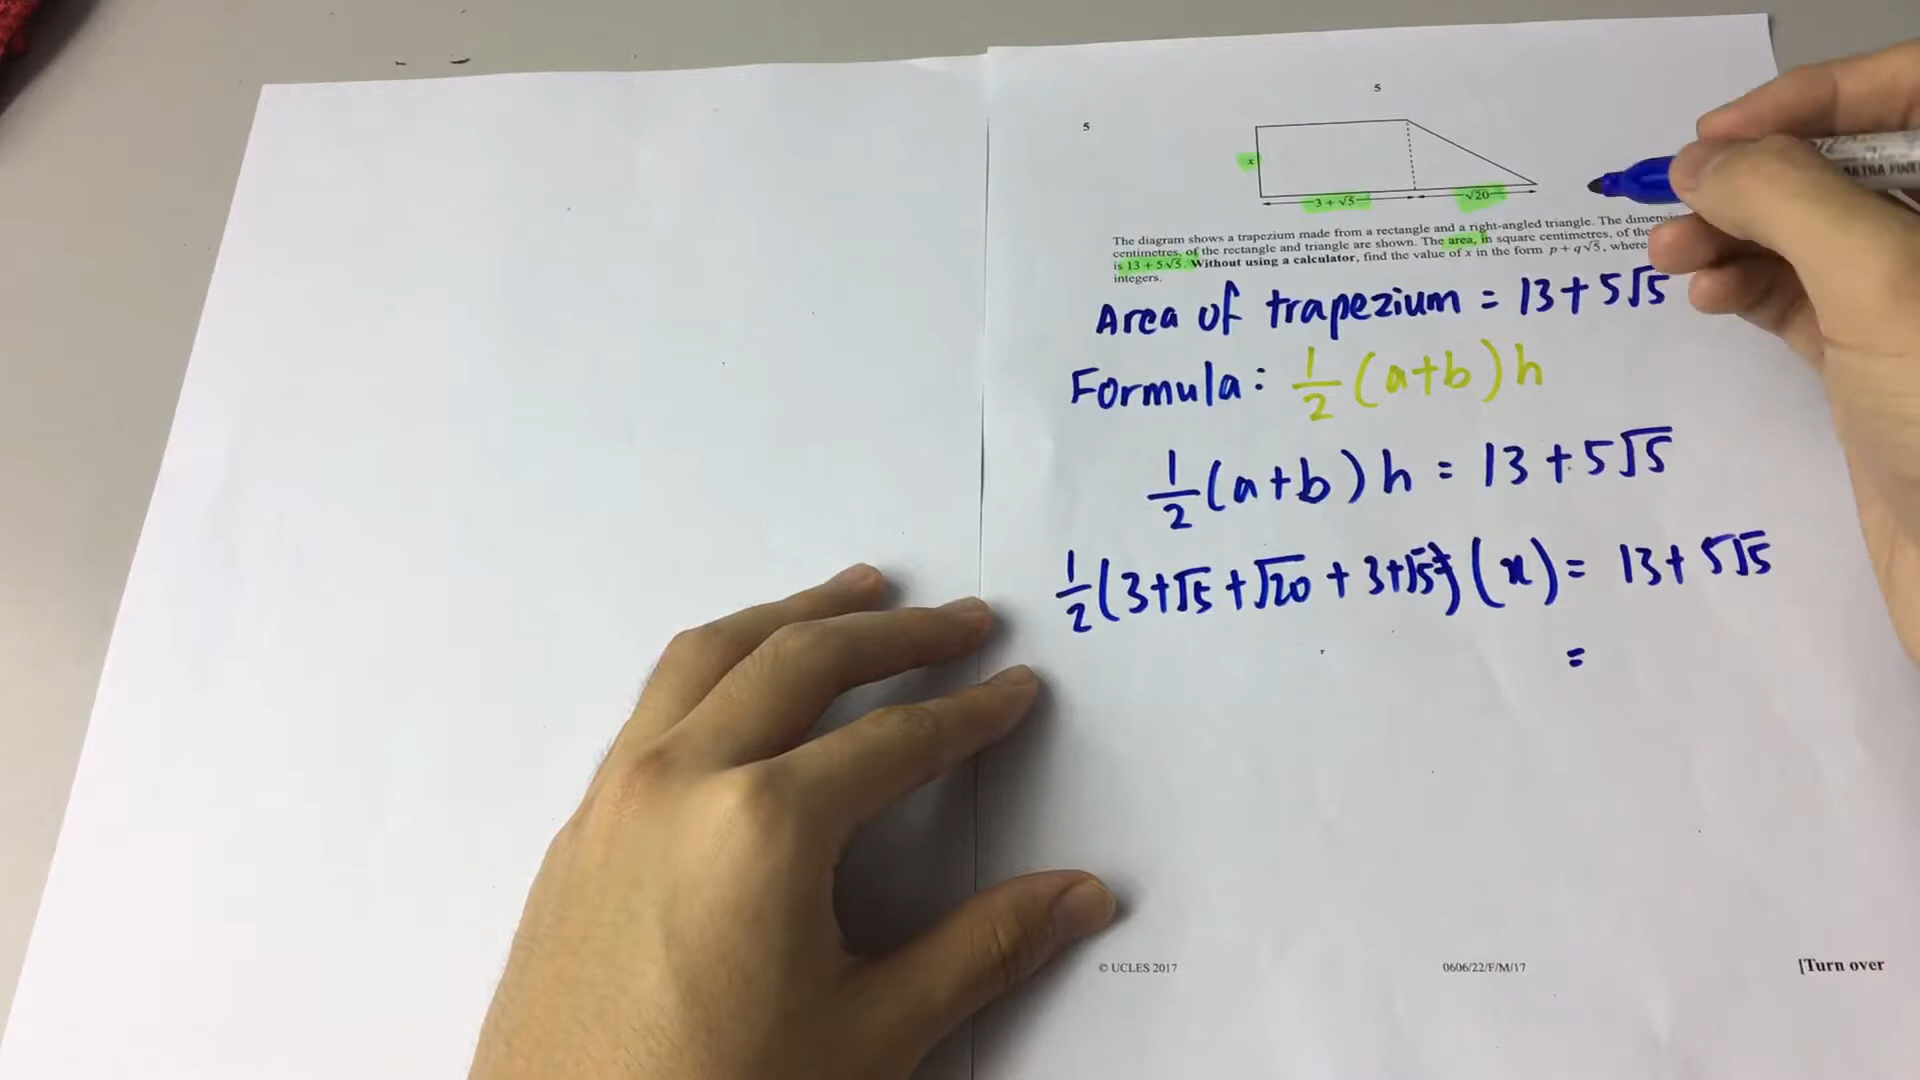 5
5
x
3 + √5
√20
The diagram shows a trapezium made from a rectangle and a right-angled triangle. The
centimetres, of the rectangle and triangle are shown. The area, in square centimetres, of the
is 13 + 5√5. Without using a calculator, find the value of x in the form p + q√5, where
integers.
Area of trapezium = 13 + 5√5
Formula: 1/2 (a+b) h
1/2 (a+b) h = 13 + 5√5
1/2 (3+√5 + √20 + 3+√5) (x) = 13 + 5√5
=
© UCLES 2017
0606/22/F/M/17
[Turn over